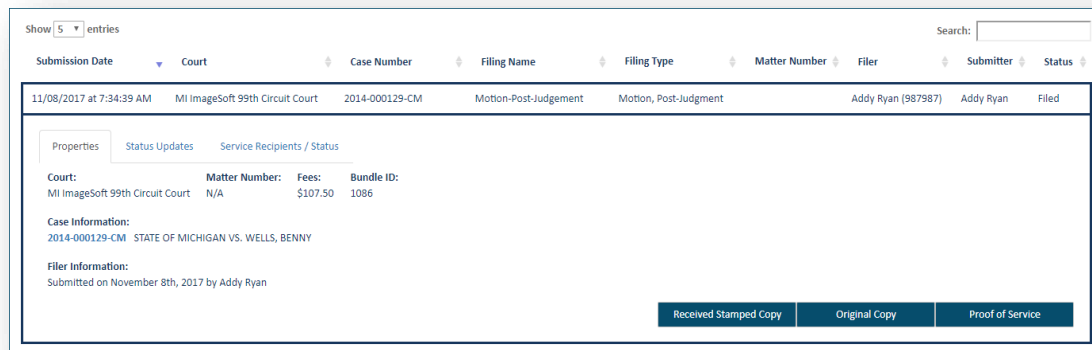 Show 5 entries Search:
Submission Date Court Case Number Filing Name Filing Type Matter Number Filer Submitter Status
11/08/2017 at 7:34:39 AM MI ImageSoft 99th Circuit Court 2014-000129-CM Motion-Post-Judgement Motion, Post-Judgment Addy Ryan (987987) Addy Ryan Filed
Properties Status Updates Service Recipients / Status
Court: Matter Number: Fees: Bundle ID:
MI ImageSoft 99th Circuit Court N/A $107.50 1086
Case Information:
2014-000129-CM STATE OF MICHIGAN VS. WELLS, BENNY
Filer Information:
Submitted on November 8th, 2017 by Addy Ryan
Received Stamped Copy Original Copy Proof of Service